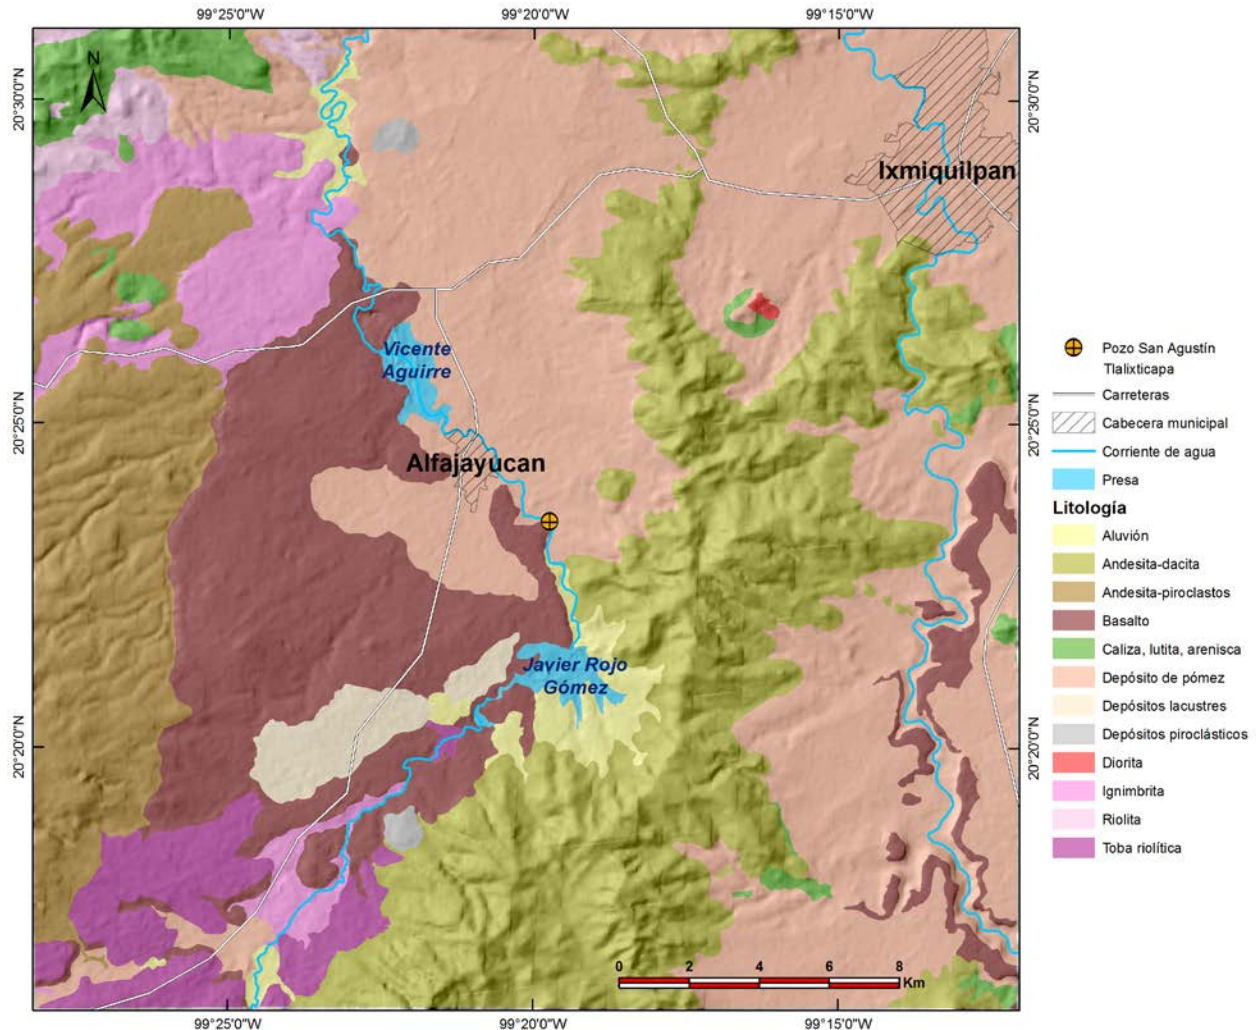 99°25'0"W
99°20'0"W
99°15'0"W
N
20°30'0"N
20°30'0"N
Ixmiquilpan
Vicente
Aguirre
20°25'0"N
20°25'0"N
Alfajayucan
Javier Rojo
Gómez
20°20'0"N
20°20'0"N
0 2 4 6 8
Km
99°25'0"W
99°20'0"W
99°15'0"W
Pozo San Agustín
Tlalixticapa
Carreteras
Cabecera municipal
Corriente de agua
Presa
Litología
Aluvión
Andesita-dacita
Andesita-piroclastos
Basalto
Caliza, lutita, arenisca
Depósito de pómez
Depósitos lacustres
Depósitos piroclásticos
Diorita
Ignimbrita
Riolita
Toba riolítica